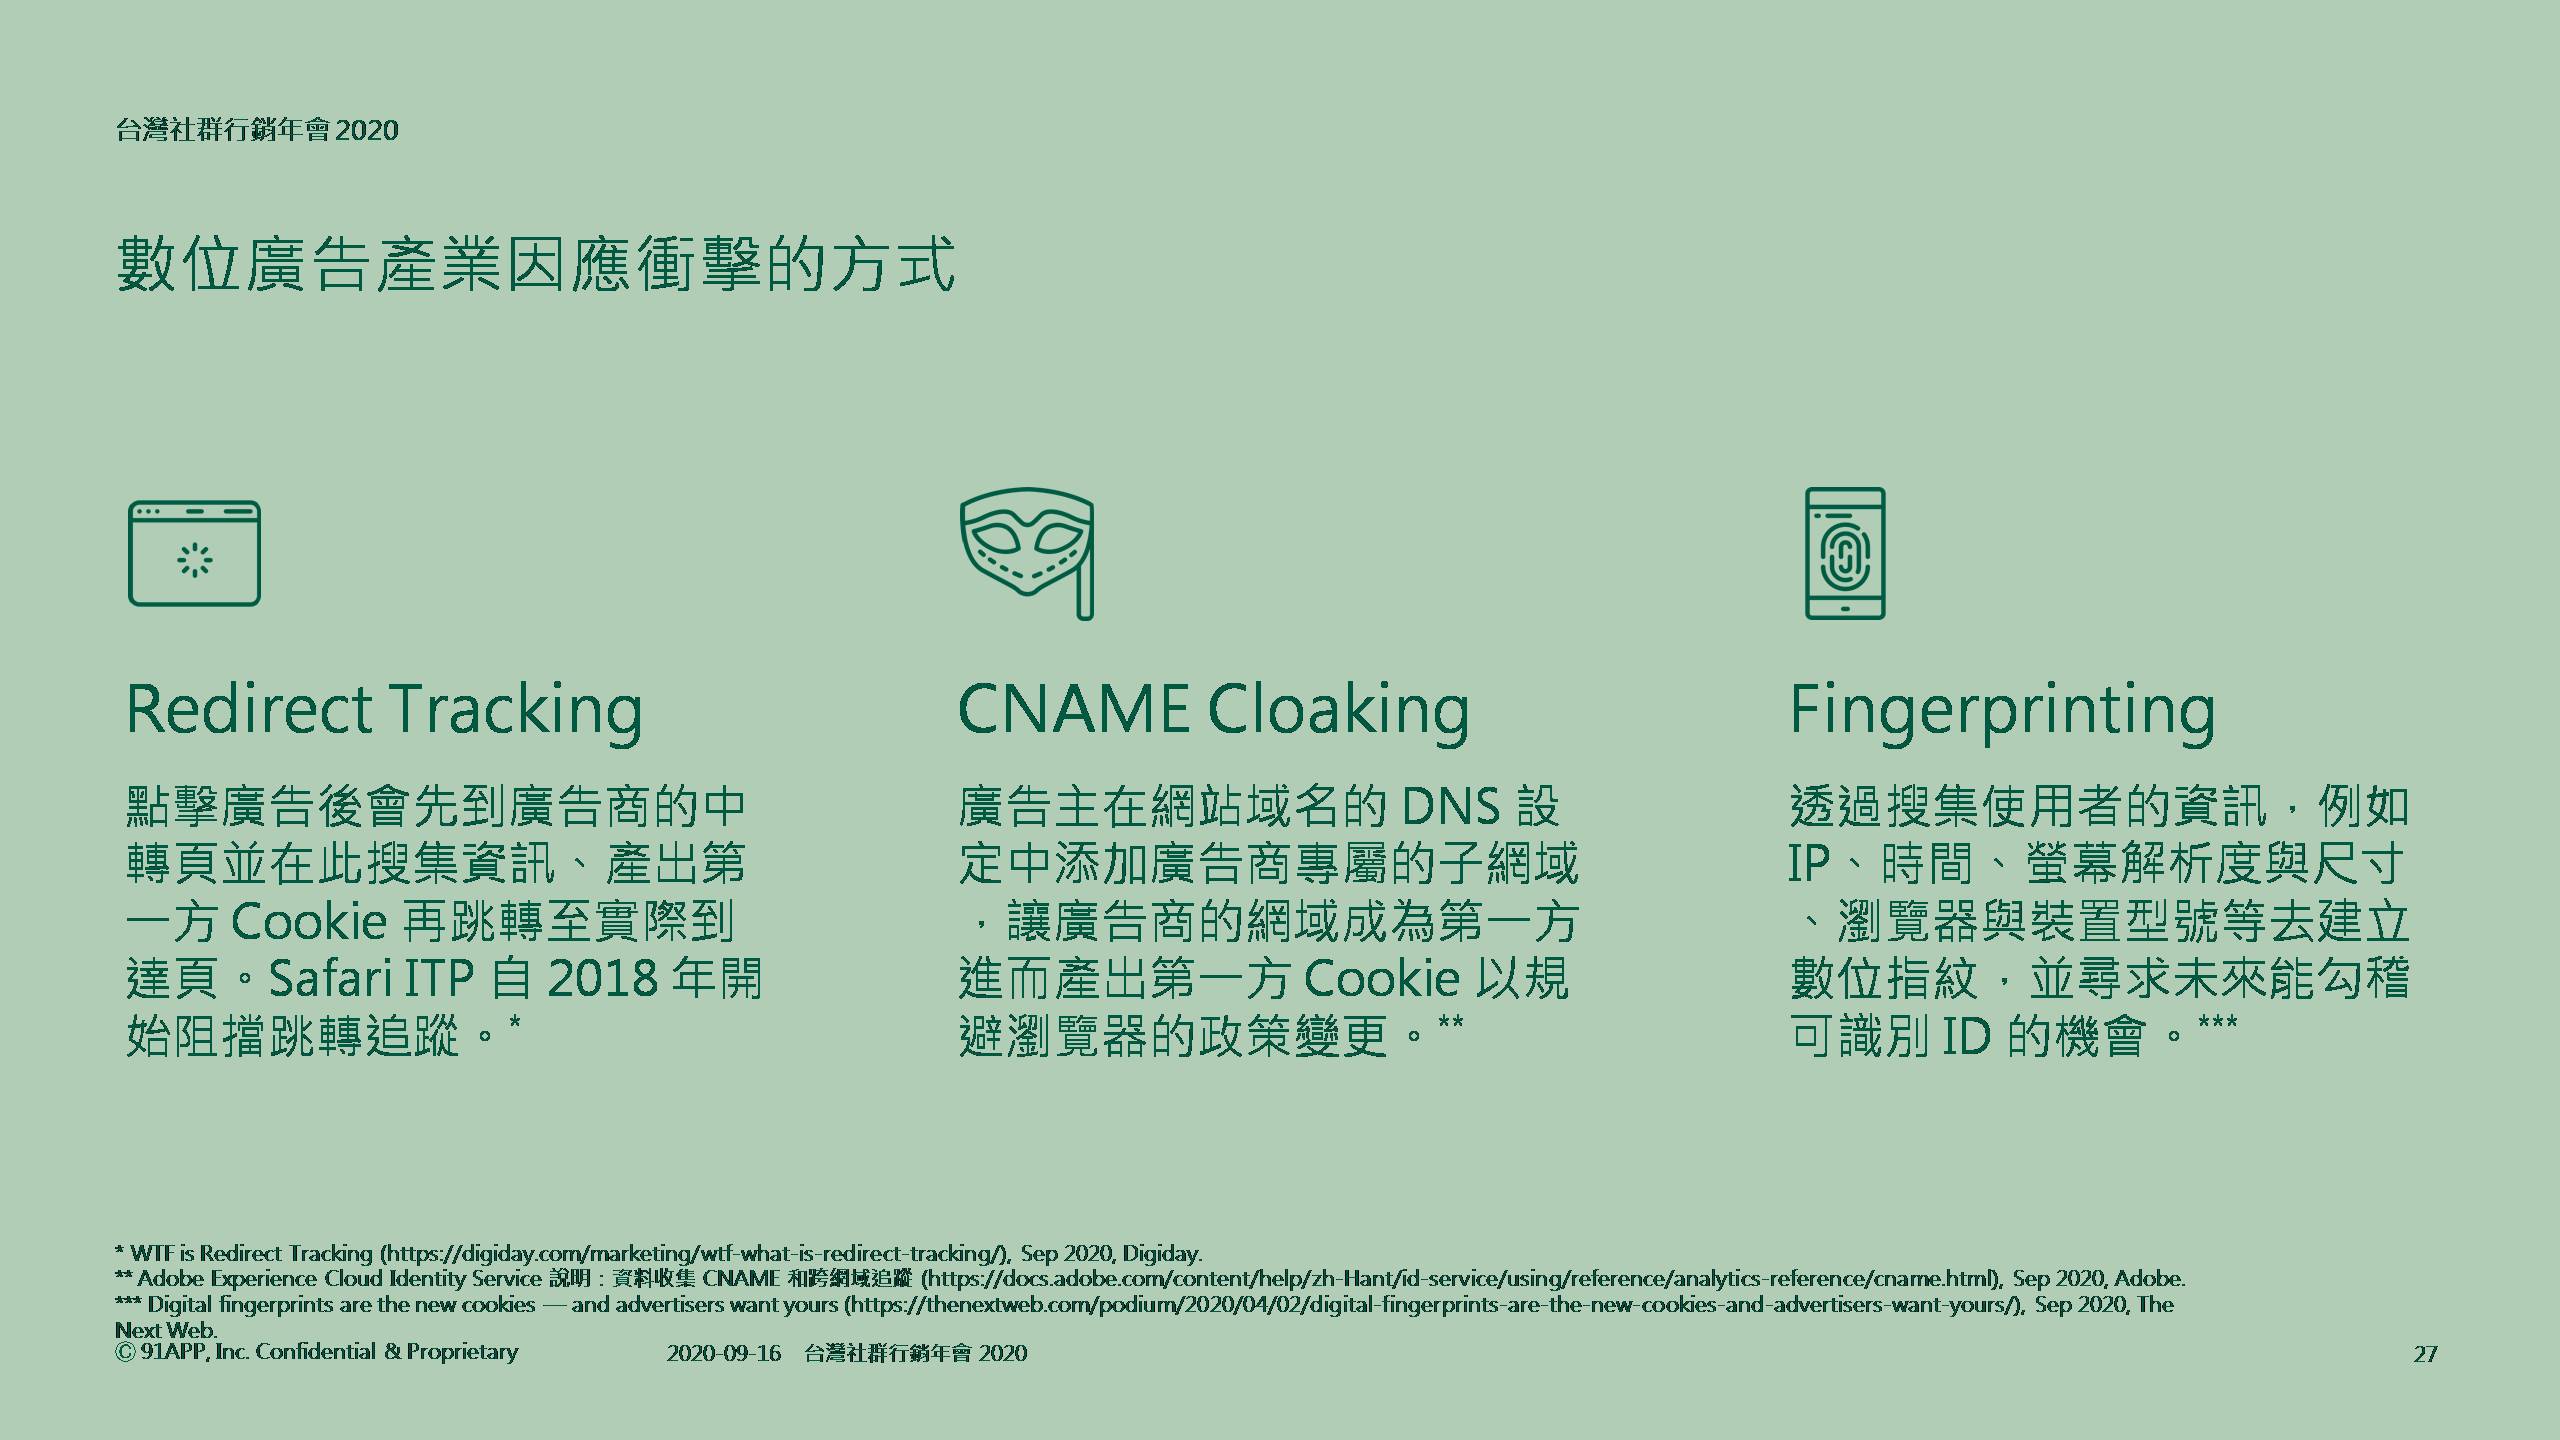 台灣社群行銷年會 2020
數位廣告產業因應衝擊的方式
Redirect Tracking
點擊廣告後會先到廣告商的中
轉頁並在此搜集資訊、產出第
一方 Cookie 再跳轉至實際到
達頁。Safari ITP 自 2018 年開
始阻擋跳轉追蹤。*
CNAME Cloaking
廣告主在網站域名的 DNS 設
定中添加廣告商專屬的子網域
，讓廣告商的網域成為第一方
進而產出第一方 Cookie 以規
避瀏覽器的政策變更。**
Fingerprinting
透過搜集使用者的資訊，例如
IP、時間、螢幕解析度與尺寸
、瀏覽器與裝置型號等去建立
數位指紋，並尋求未來能勾稽
可識別 ID 的機會。***
* WTF is Redirect Tracking (https://digiday.com/marketing/wtf-what-is-redirect-tracking/), Sep 2020, Digiday.
** Adobe Experience Cloud Identity Service 說明：資料收集 CNAME 和跨網域追蹤 (https://docs.adobe.com/content/help/zh-Hant/id-service/using/reference/analytics-reference/cname.html), Sep 2020, Adobe.
*** Digital fingerprints are the new cookies — and advertisers want yours (https://thenextweb.com/podium/2020/04/02/digital-fingerprints-are-the-new-cookies-and-advertisers-want-yours/), Sep 2020, The
Next Web.
Ⓒ 91APP, Inc. Confidential & Proprietary 2020-09-16 台灣社群行銷年會 2020 27